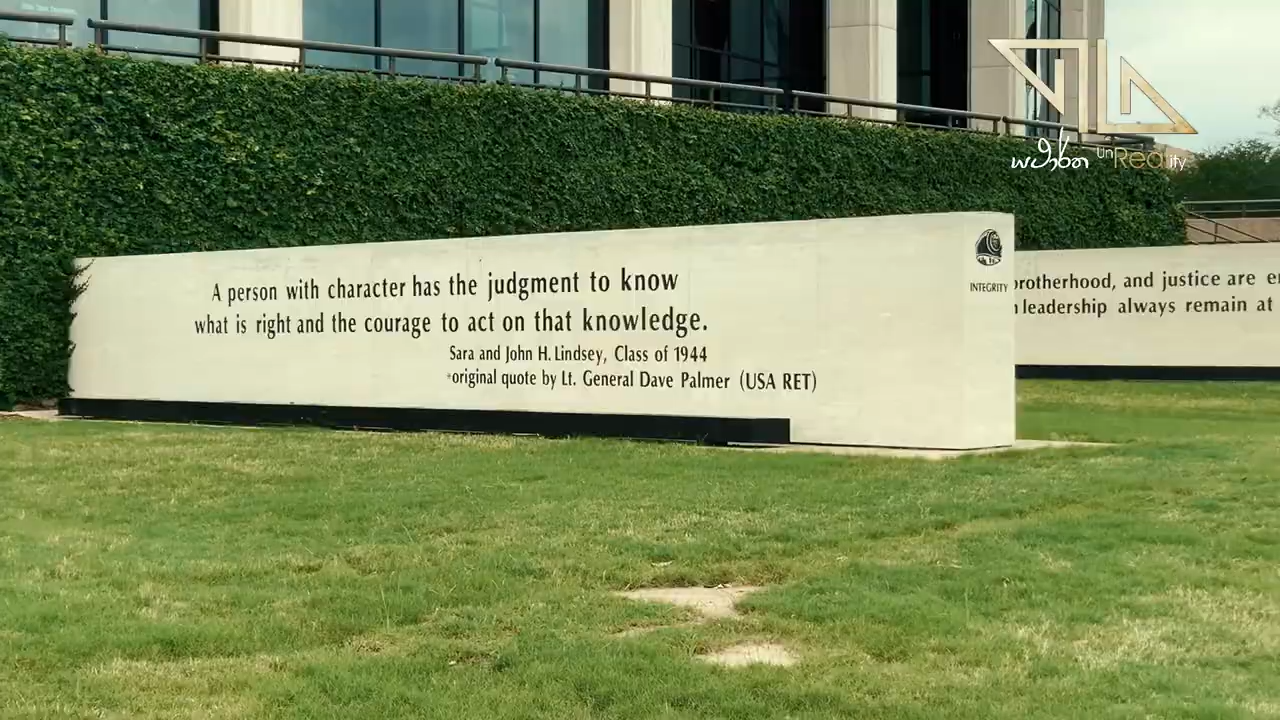 A person with character has the judgment to know
what is right and the courage to act on that knowledge.
Sara and John H. Lindsey, Class of 1944
*original quote by Lt. General Dave Palmer (USA RET)
INTEGRITY
brotherhood, and justice are
leadership always remain at
UnReality